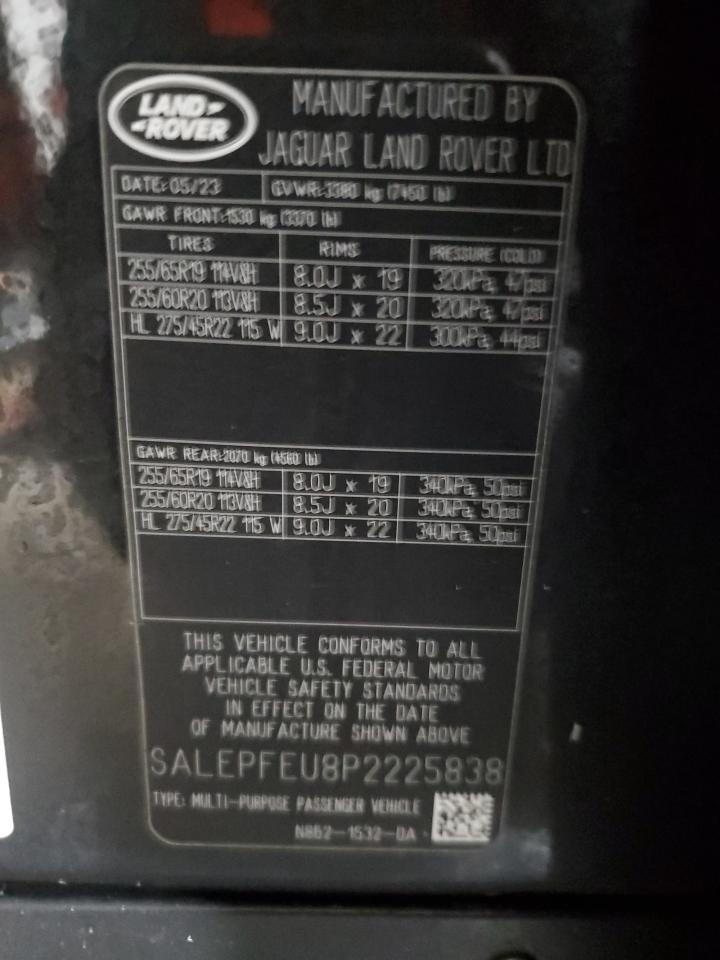 LAND-
-ROVER
MANUFACTURED BY
JAGUAR LAND ROVER LTD
DATE: 05/23 GVWR: 3380 kg (7450 lb)
GAWR FRONT: 1530 kg (3370 lb)
TIRES RIMS PRESSURE (COLD)
255/65R19 114V&H 8.0J x 19 320kPa, 47psi
255/60R20 113V&H 8.5J x 20 320kPa, 47psi
HL 275/45R22 115 W 9.0J x 22 300kPa, 44psi
GAWR REAR: 2070 kg (4560 lb)
255/65R19 114V&H 8.0J x 19 340kPa, 50psi
255/60R20 113V&H 8.5J x 20 340kPa, 50psi
HL 275/45R22 115 W 9.0J x 22 340kPa, 50psi
THIS VEHICLE CONFORMS TO ALL
APPLICABLE U.S. FEDERAL MOTOR
VEHICLE SAFETY STANDARDS
IN EFFECT ON THE DATE
OF MANUFACTURE SHOWN ABOVE
SALEPFEU8P2225838
TYPE: MULTI-PURPOSE PASSENGER VEHICLE
N8B2-1532-DA